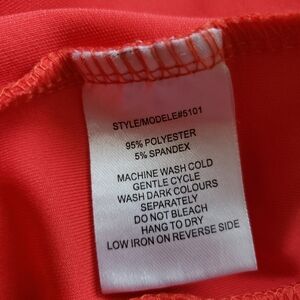 STYLE/MODELE#5101
95% POLYESTER
5% SPANDEX
MACHINE WASH COLD
GENTLE CYCLE
WASH DARK COLOURS
SEPARATELY
DO NOT BLEACH
HANG TO DRY
LOW IRON ON REVERSE SIDE